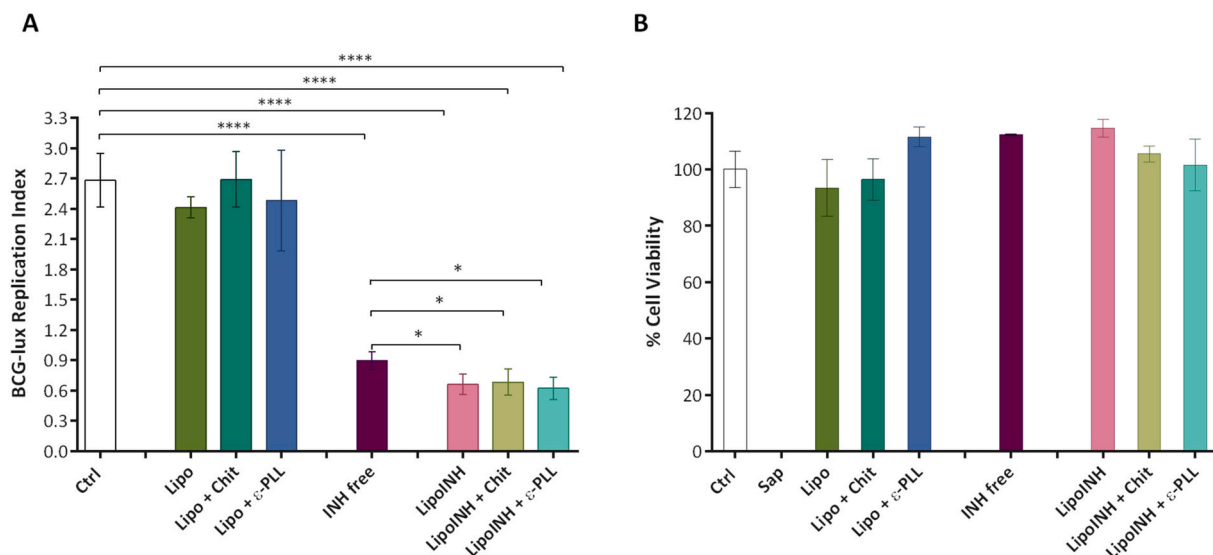 A
****
****
****
****
BCG-lux Replication Index
3.3
3.0
2.7
2.4
2.1
1.8
1.5
1.2
0.9
0.6
0.3
0.0
*
*
*
Ctrl
Lipo
Lipo + Chit
Lipo + ε-PLL
INH free
LipoINH
LipoINH + Chit
LipoINH + ε-PLL
B
% Cell Viability
120
100
80
60
40
20
0
Ctrl
Sap
Lipo
Lipo + Chit
Lipo + ε-PLL
INH free
LipoINH
LipoINH + Chit
LipoINH + ε-PLL